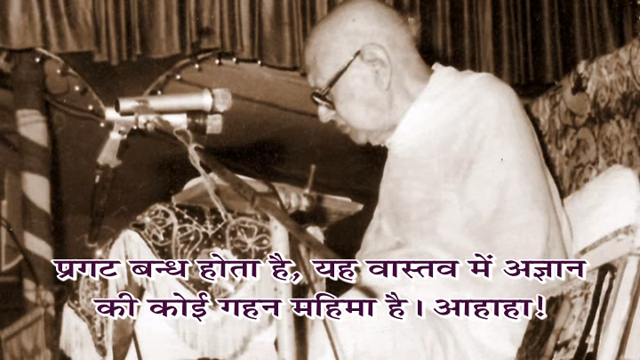 प्रगट बन्ध होता है, यह वास्तव में अज्ञान
की कोई गहन महिमा है। आहाहा!